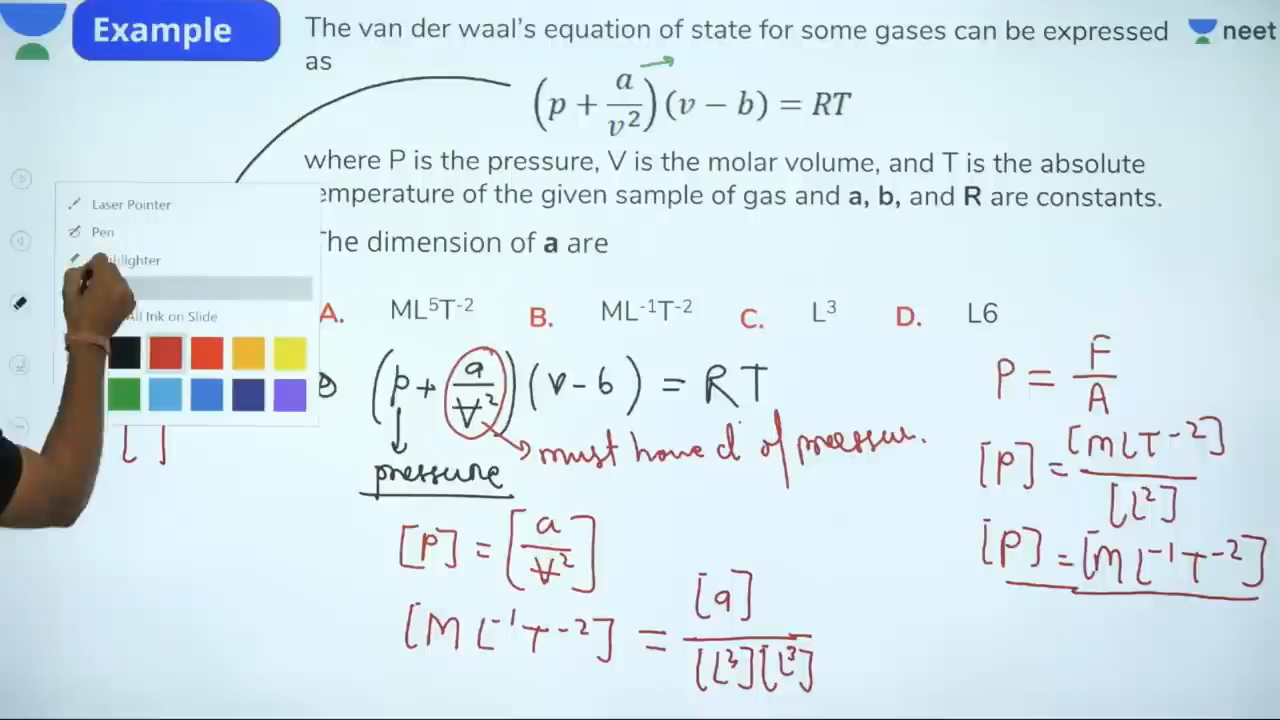 Example
The van der waal's equation of state for some gases can be expressed
as
neet
(p + a/v²)(v − b) = RT
where P is the pressure, V is the molar volume, and T is the absolute
emperature of the given sample of gas and a, b, and R are constants.
The dimension of a are
Laser Pointer
Pen
All Ink on Slide
A. ML⁵T⁻² B. ML⁻¹T⁻² C. L³ D. L6
(p + a/V²) (v − b) = RT
pressure
must have d of pressure.
[P] = [a/V²]
[M L⁻¹T⁻²] = [a]/[L³][L³]
P = F/A
[P] = [MLT⁻²]/[L²]
[P] = [M L⁻¹T⁻²]
[ ]